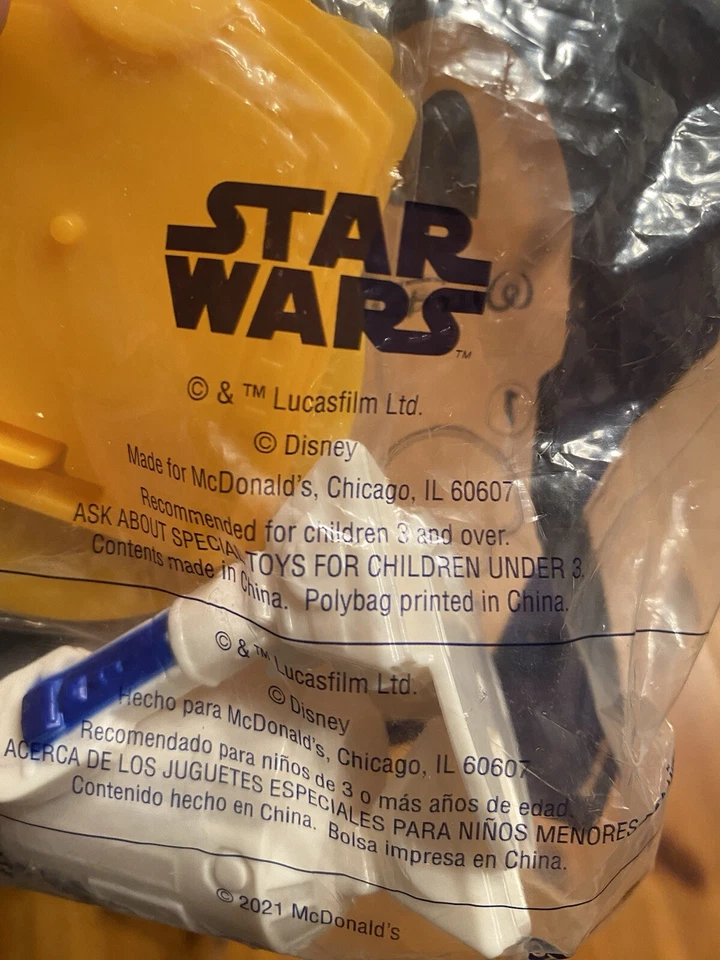 STAR
WARS
™
© & ™ Lucasfilm Ltd.
© Disney
Made for McDonald's, Chicago, IL 60607
Recommended for children 3 and over.
ASK ABOUT SPECIAL TOYS FOR CHILDREN UNDER 3.
Contents made in China. Polybag printed in China.
© & ™ Lucasfilm Ltd.
© Disney
Hecho para McDonald's, Chicago, IL 60607
Recomendado para niños de 3 o más años de edad.
ACERCA DE LOS JUGUETES ESPECIALES PARA NIÑOS MENORES
Contenido hecho en China. Bolsa impresa en China.
© 2021 McDonald's